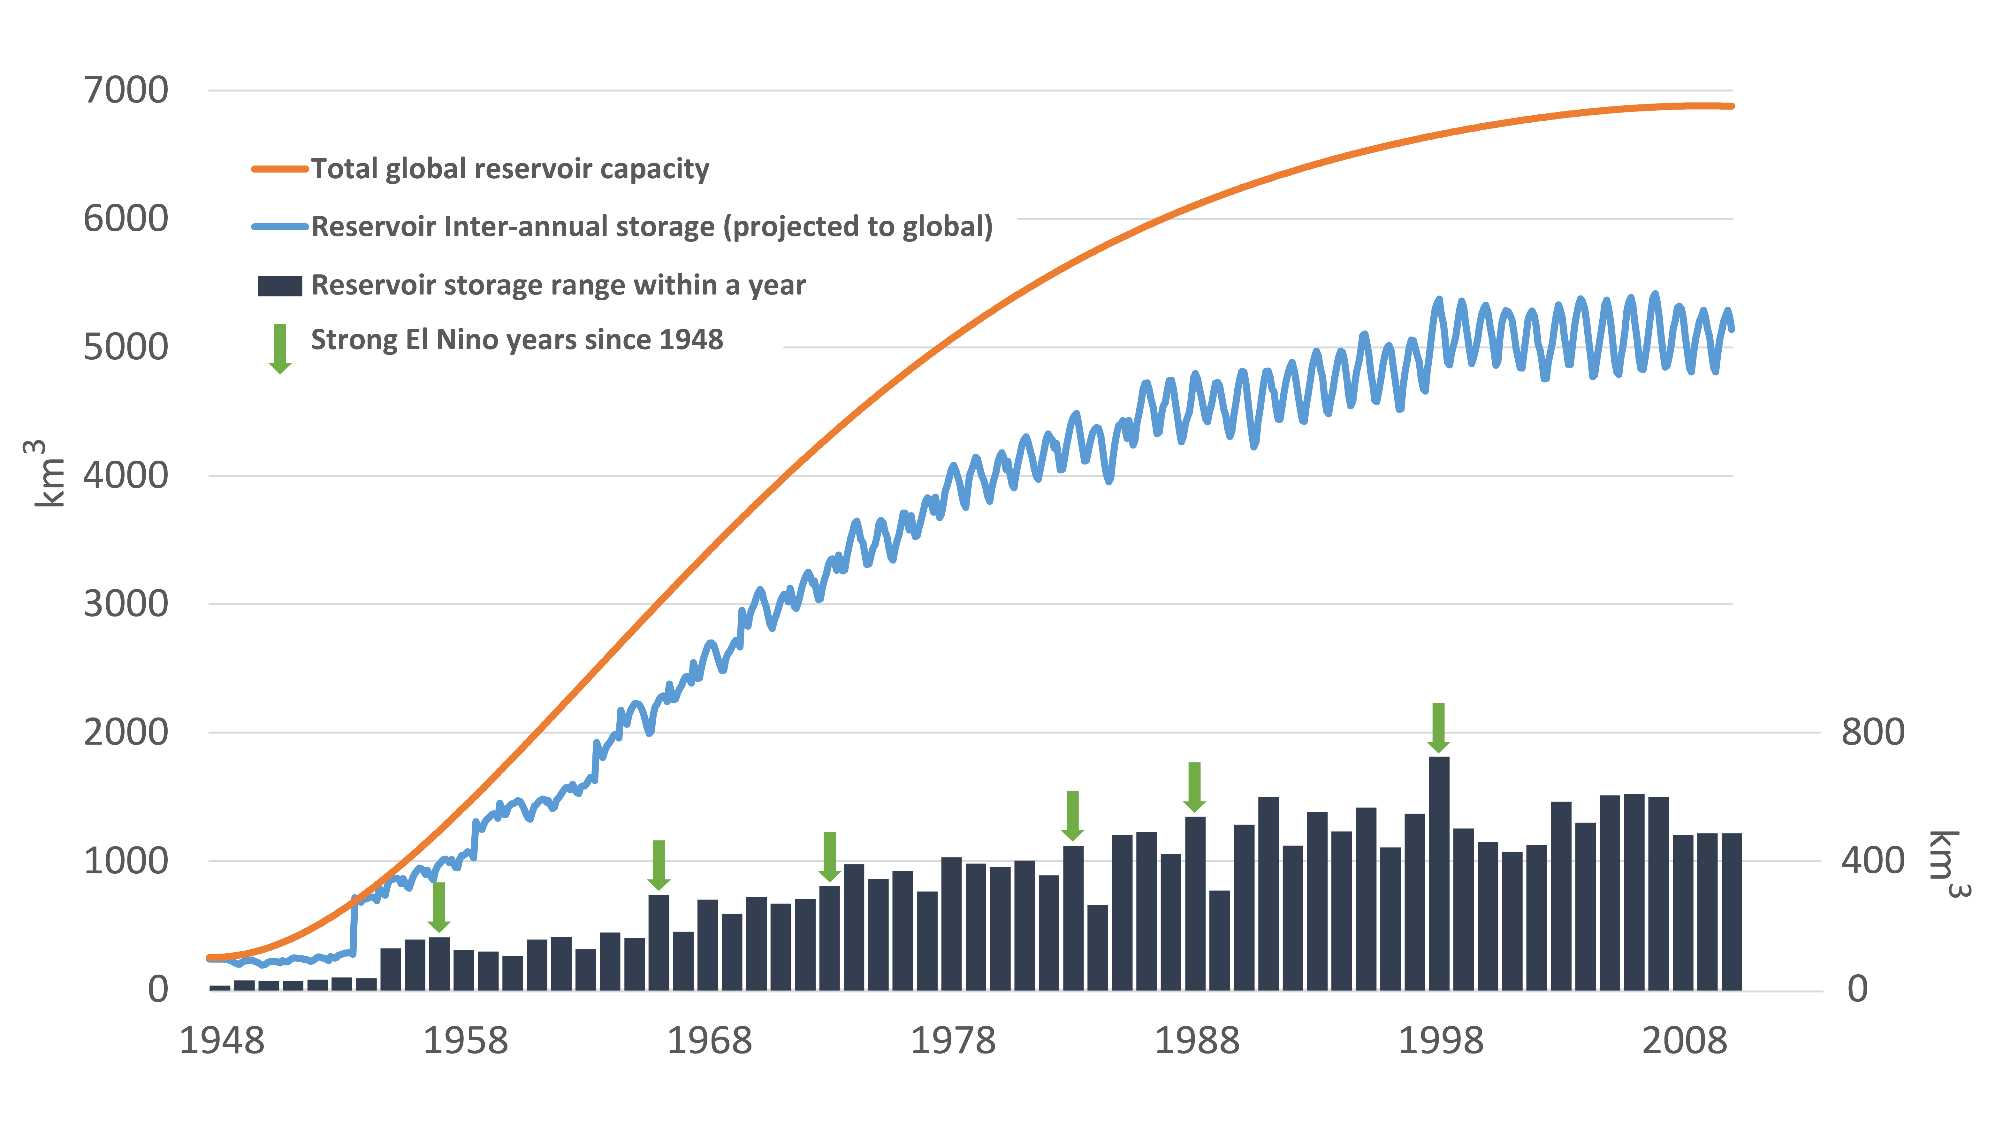 7000
Total global reservoir capacity
6000
Reservoir Inter-annual storage (projected to global)
Reservoir storage range within a year
Strong El Nino years since 1948
5000
km³
4000
3000
2000
800
1000
400
km³
0
0
1948 1958 1968 1978 1988 1998 2008